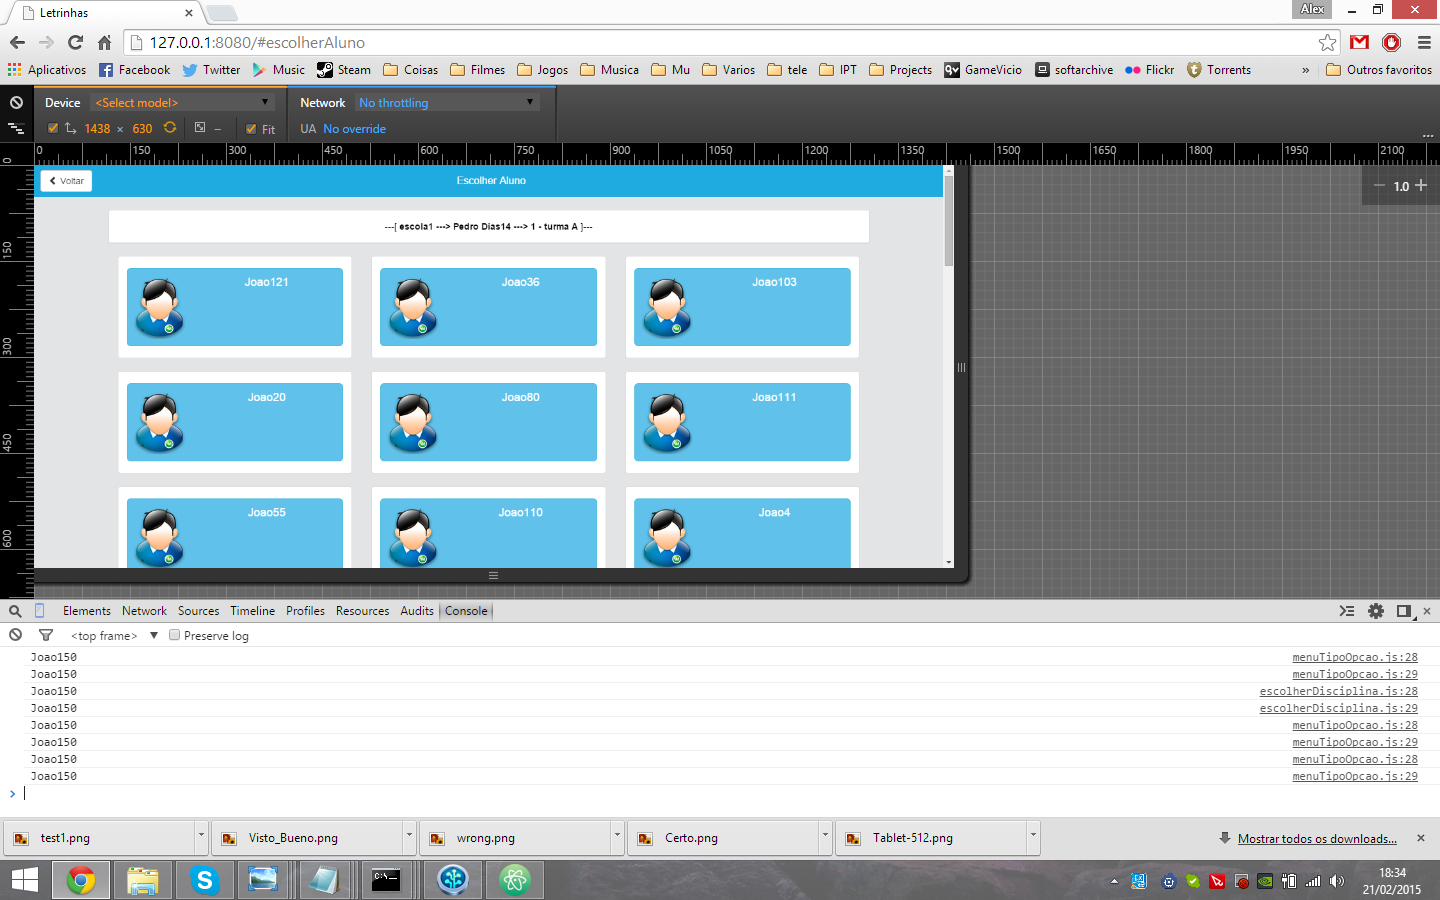 Letrinhas
Alex
127.0.0.1:8080/#escolherAluno
Aplicativos Facebook Twitter Music Steam Coisas Filmes Jogos Musica Mu Varios tele IPT Projects GameVicio softarchive Flickr Torrents » Outros favoritos
Device <Select model> Network No throttling
1438 × 630 Fit UA No override
0 150 300 450 600 750 900 1050 1200 1350 1500 1650 1800 1950 2100
0
150
300
450
600
1.0
Voltar Escolher Aluno
---[ escola1 ---> Pedro Dias14 ---> 1 - turma A ]---
Joao121 Joao36 Joao103
Joao20 Joao80 Joao111
Joao55 Joao110 Joao4
Elements Network Sources Timeline Profiles Resources Audits Console
<top frame> Preserve log
Joao150 menuTipoOpcao.js:28
Joao150 menuTipoOpcao.js:29
Joao150 escolherDisciplina.js:28
Joao150 escolherDisciplina.js:29
Joao150 menuTipoOpcao.js:28
Joao150 menuTipoOpcao.js:29
Joao150 menuTipoOpcao.js:28
Joao150 menuTipoOpcao.js:29
test1.png Visto_Bueno.png wrong.png Certo.png Tablet-512.png Mostrar todos os downloads...
18:34
21/02/2015